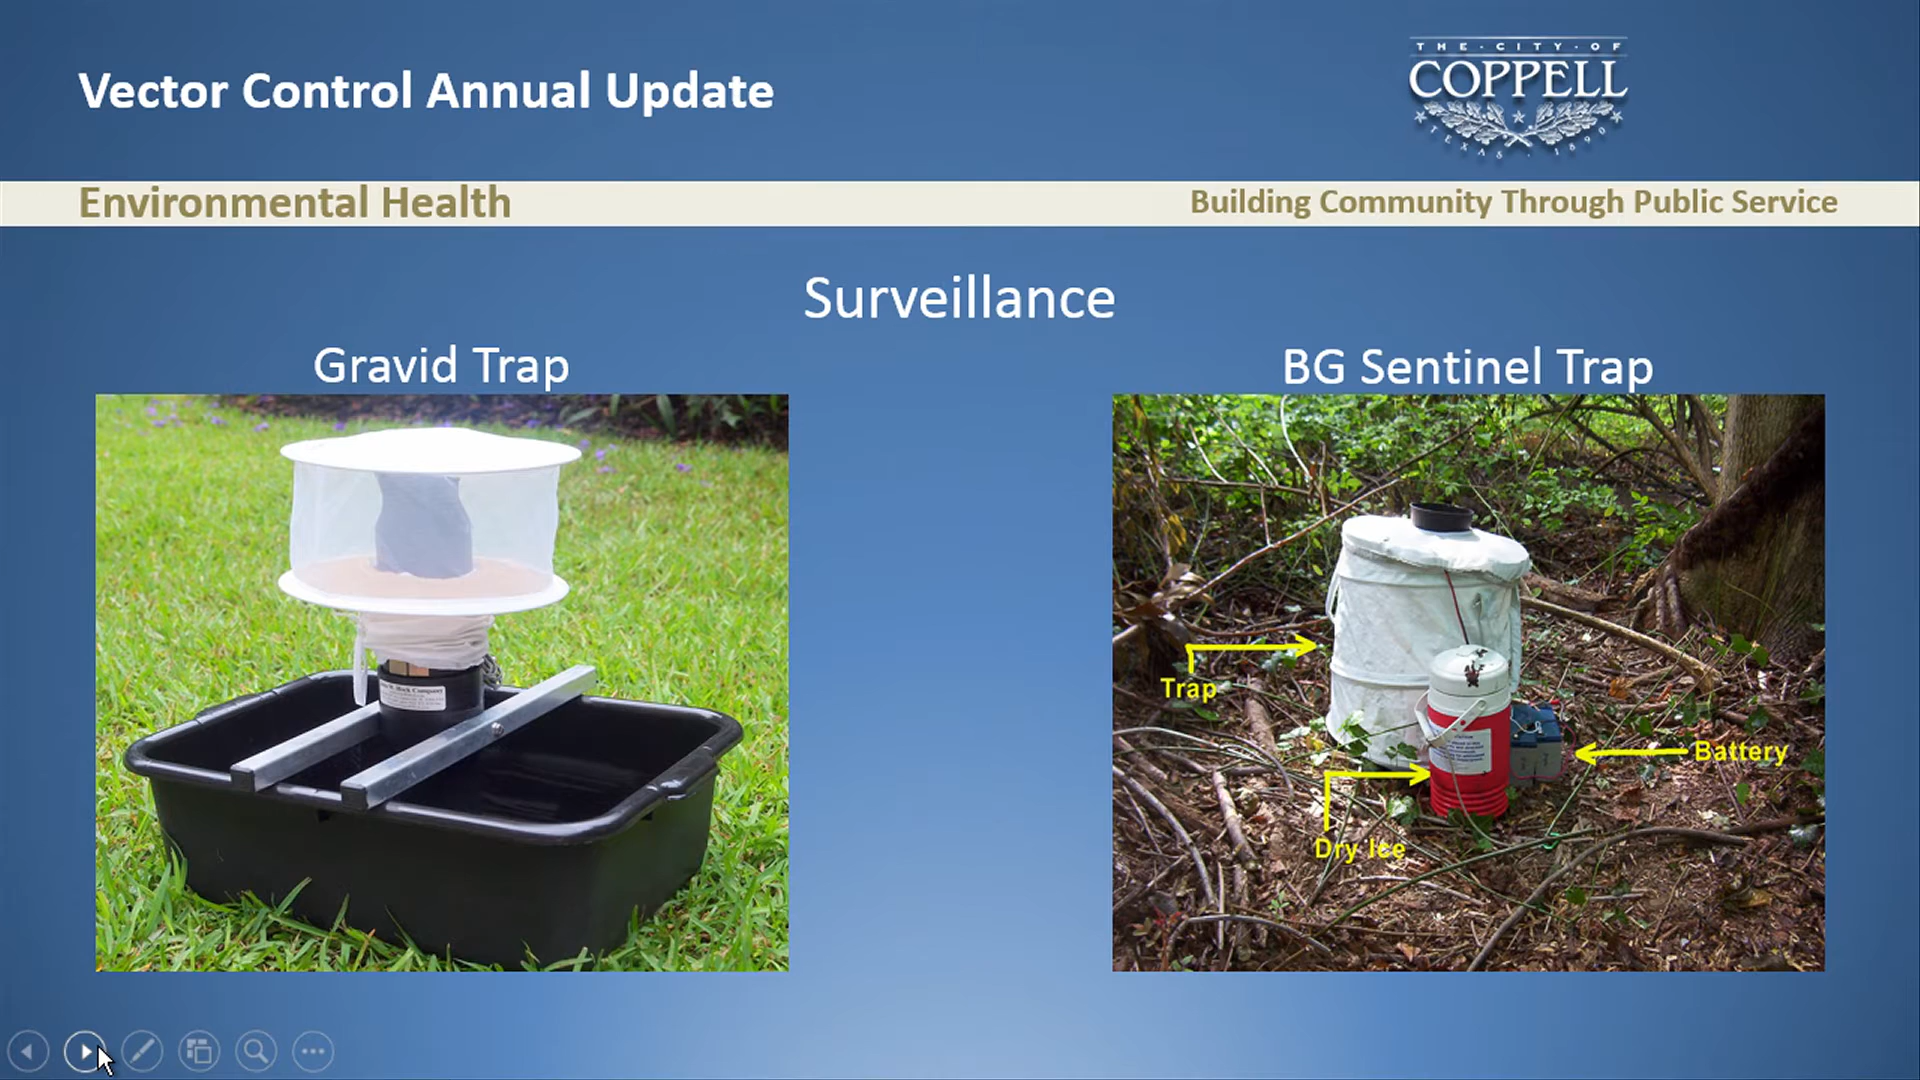 Vector Control Annual Update
THE·CITY·OF
COPPELL
TEXAS · 1890
Environmental Health
Building Community Through Public Service
Surveillance
Gravid Trap
BG Sentinel Trap
Trap
Battery
Dry Ice